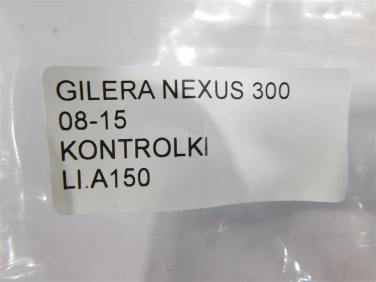 GILERA NEXUS 300
08-15
KONTROLKI
LI.A150